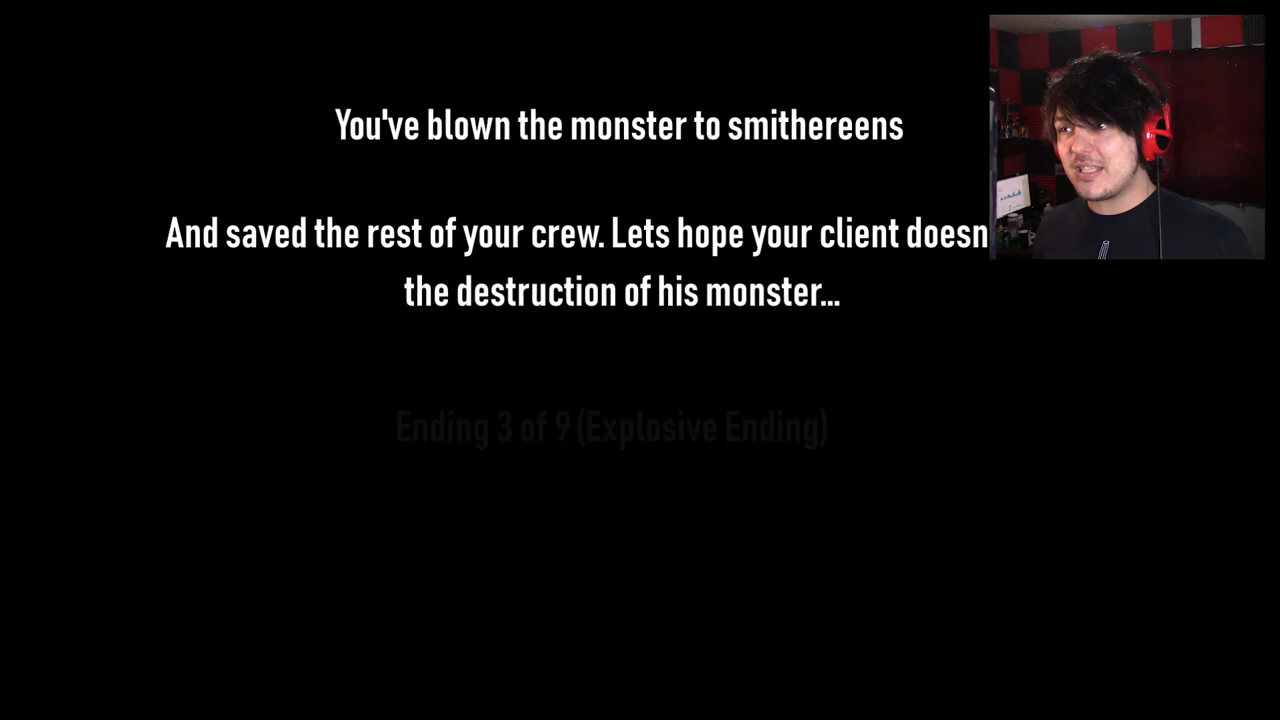 You've blown the monster to smithereens
And saved the rest of your crew. Lets hope your client doesn
the destruction of his monster...
Ending 3 of 9 (Explosive Ending)